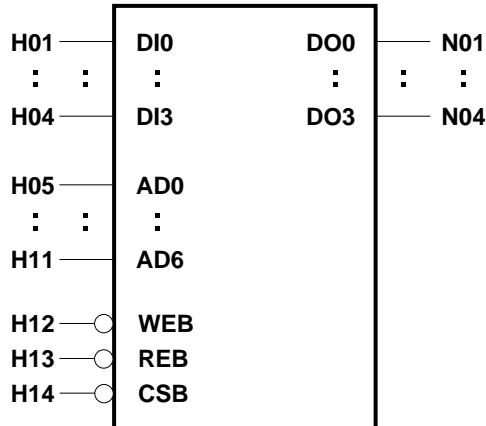 H01 DI0 DO0 N01
: : : : : :
H04 DI3 DO3 N04
H05 AD0
: : :
H11 AD6
H12 WEB
H13 REB
H14 CSB